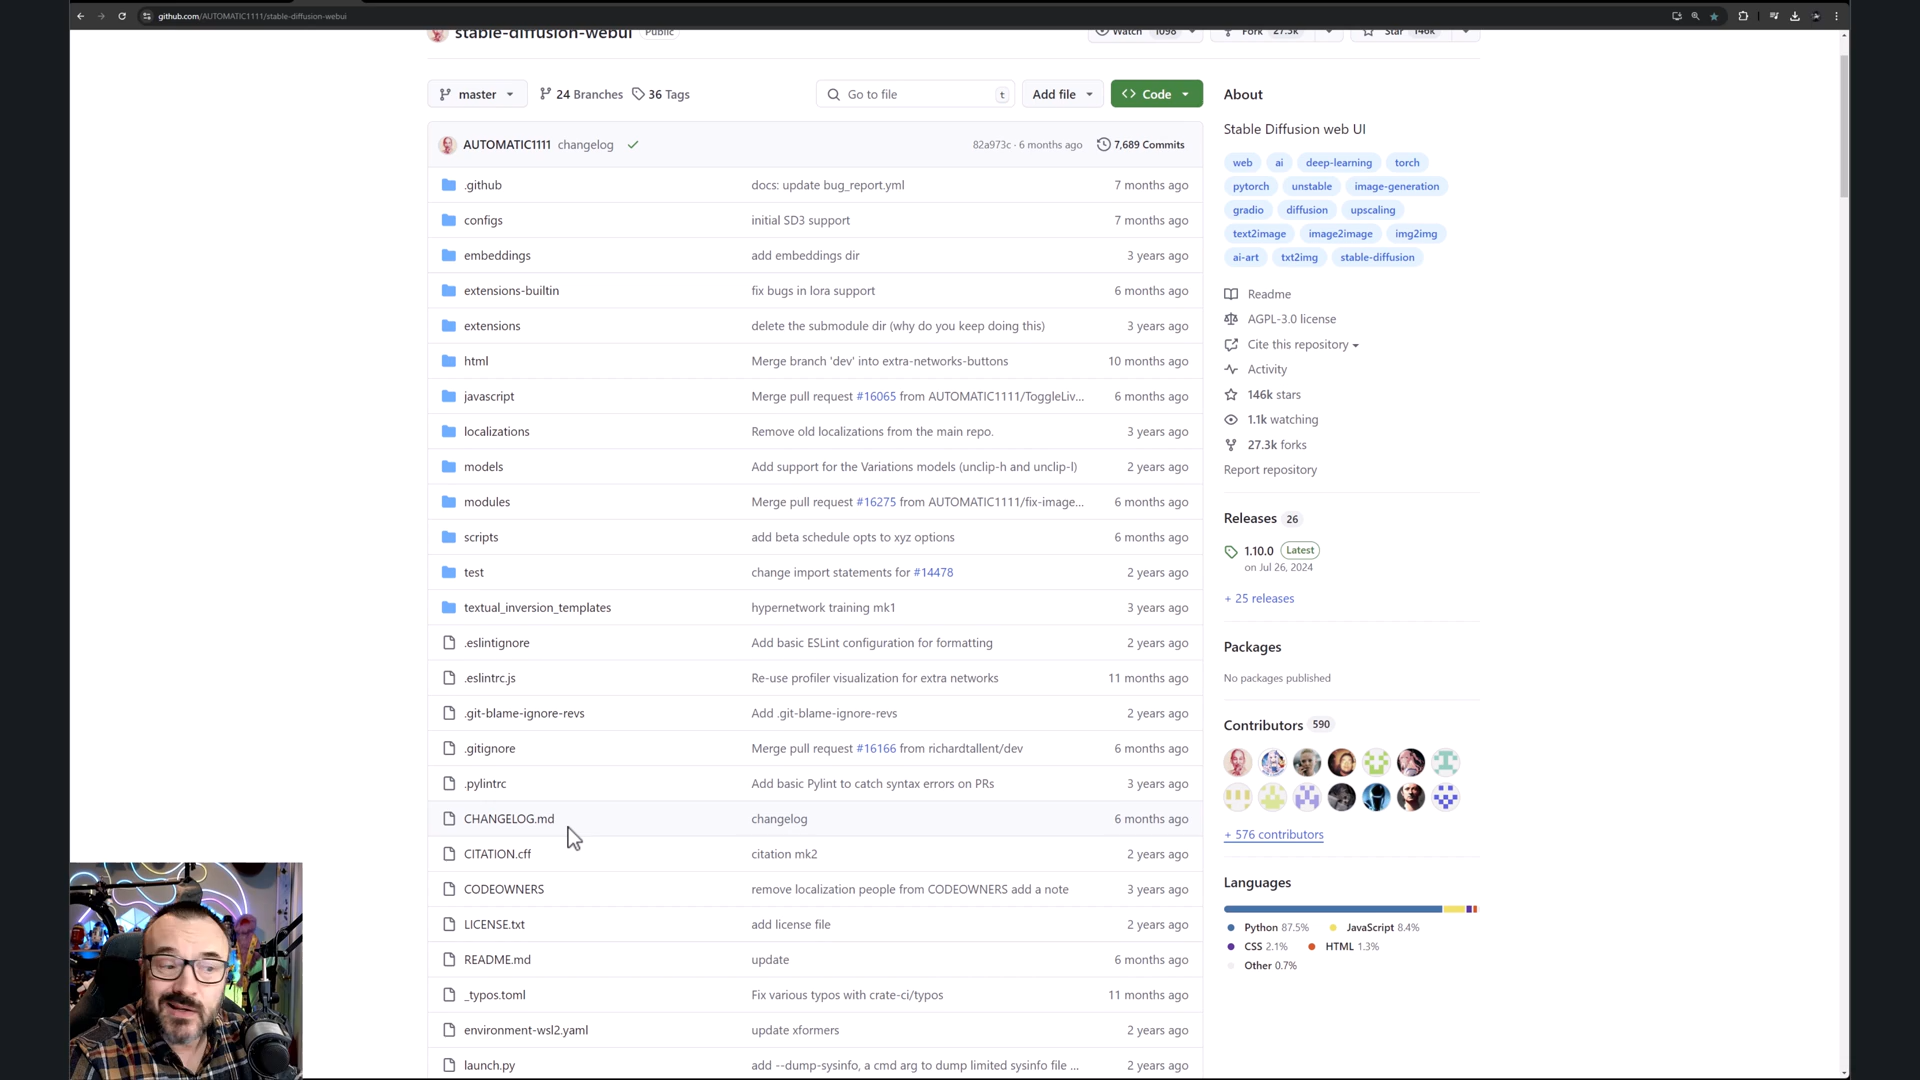 github.com/AUTOMATIC1111/stable-diffusion-webui
stable-diffusion-webui Public Watch 1098 Fork 27.3k Star 146k
master 24 Branches 36 Tags Go to file t Add file Code
AUTOMATIC1111 changelog 82a973c · 6 months ago 7,689 Commits
.github docs: update bug_report.yml 7 months ago
configs initial SD3 support 7 months ago
embeddings add embeddings dir 3 years ago
extensions-builtin fix bugs in lora support 6 months ago
extensions delete the submodule dir (why do you keep doing this) 3 years ago
html Merge branch 'dev' into extra-networks-buttons 10 months ago
javascript Merge pull request #16065 from AUTOMATIC1111/ToggleLiv... 6 months ago
localizations Remove old localizations from the main repo. 3 years ago
models Add support for the Variations models (unclip-h and unclip-l) 2 years ago
modules Merge pull request #16275 from AUTOMATIC1111/fix-image... 6 months ago
scripts add beta schedule opts to xyz options 6 months ago
test change import statements for #14478 2 years ago
textual_inversion_templates hypernetwork training mk1 3 years ago
.eslintignore Add basic ESLint configuration for formatting 2 years ago
.eslintrc.js Re-use profiler visualization for extra networks 11 months ago
.git-blame-ignore-revs Add .git-blame-ignore-revs 2 years ago
.gitignore Merge pull request #16166 from richardtallent/dev 6 months ago
.pylintrc Add basic Pylint to catch syntax errors on PRs 3 years ago
CHANGELOG.md changelog 6 months ago
CITATION.cff citation mk2 2 years ago
CODEOWNERS remove localization people from CODEOWNERS add a note 3 years ago
LICENSE.txt add license file 2 years ago
README.md update 6 months ago
_typos.toml Fix various typos with crate-ci/typos 11 months ago
environment-wsl2.yaml update xformers 2 years ago
launch.py add --dump-sysinfo, a cmd arg to dump limited sysinfo file ... 2 years ago
About
Stable Diffusion web UI
web ai deep-learning torch
pytorch unstable image-generation
gradio diffusion upscaling
text2image image2image img2img
ai-art txt2img stable-diffusion
Readme
AGPL-3.0 license
Cite this repository
Activity
146k stars
1.1k watching
27.3k forks
Report repository
Releases 26
1.10.0 Latest
on Jul 26, 2024
+ 25 releases
Packages
No packages published
Contributors 590
+ 576 contributors
Languages
Python 87.5% JavaScript 8.4%
CSS 2.1% HTML 1.3%
Other 0.7%